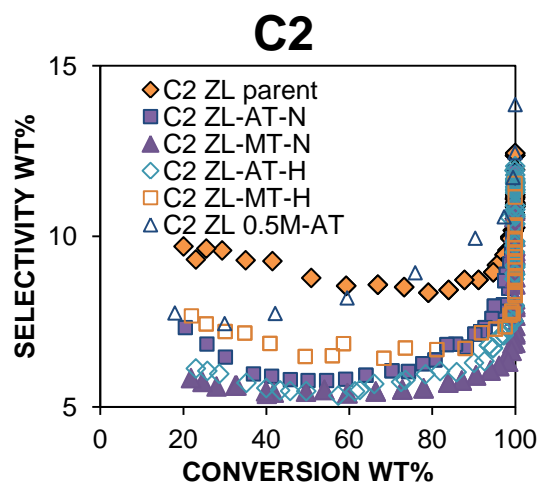 C2
15
10
5
SELECTIVITY WT%
C2 ZL parent
C2 ZL-AT-N
C2 ZL-MT-N
C2 ZL-AT-H
C2 ZL-MT-H
C2 ZL 0.5M-AT
0 20 40 60 80 100
CONVERSION WT%